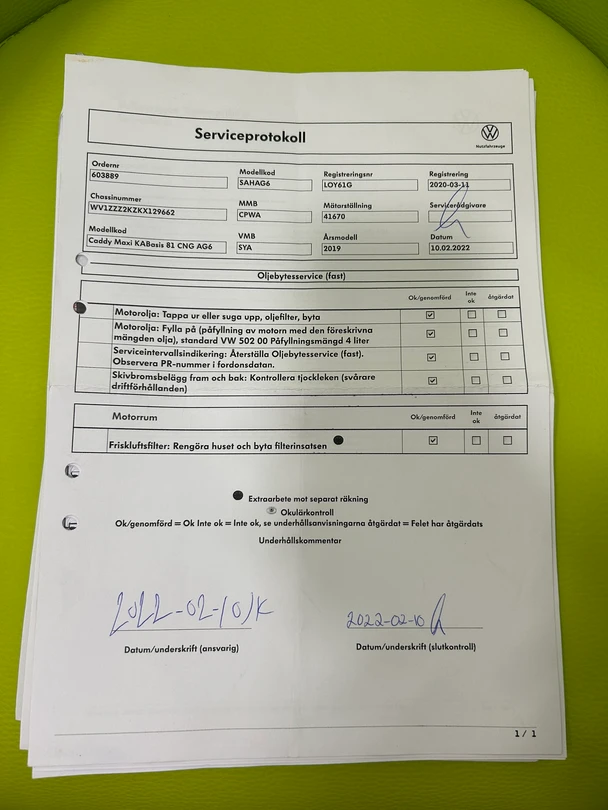 Serviceprotokoll
Nutzfahrzeuge
Ordernr
603889
Modellkod
SAHAG6
Registreringsnr
LOY61G
Registrering
2020-03-11
Chassinummer
WV1ZZZ2KZKX129662
MMB
CPWA
Mätarställning
41670
Servicerådgivare
Modellkod
Caddy Maxi KABasis 81 CNG AG6
VMB
SYA
Årsmodell
2019
Datum
10.02.2022
Oljebytesservice (fast)
Ok/genomförd
Inte
ok
åtgärdat
Motorolja: Tappa ur eller suga upp, oljefilter, byta
Motorolja: Fylla på (påfyllning av motorn med den föreskrivna
mängden olja), standard VW 502 00 Påfyllningsmängd 4 liter
Serviceintervallsindikering: Återställa Oljebytesservice (fast).
Observera PR-nummer i fordonsdatan.
Skivbromsbelägg fram och bak: Kontrollera tjockleken (svårare
driftförhållanden)
Motorrum
Ok/genomförd
Inte
ok
åtgärdat
Friskluftsfilter: Rengöra huset och byta filterinsatsen
Extraarbete mot separat räkning
Okulärkontroll
Ok/genomförd = Ok Inte ok = Inte ok, se underhållsanvisningarna åtgärdat = Felet har åtgärdats
Underhållskommentar
2022-02-10
2022-02-10
Datum/underskrift (ansvarig)
Datum/underskrift (slutkontroll)
1 / 1